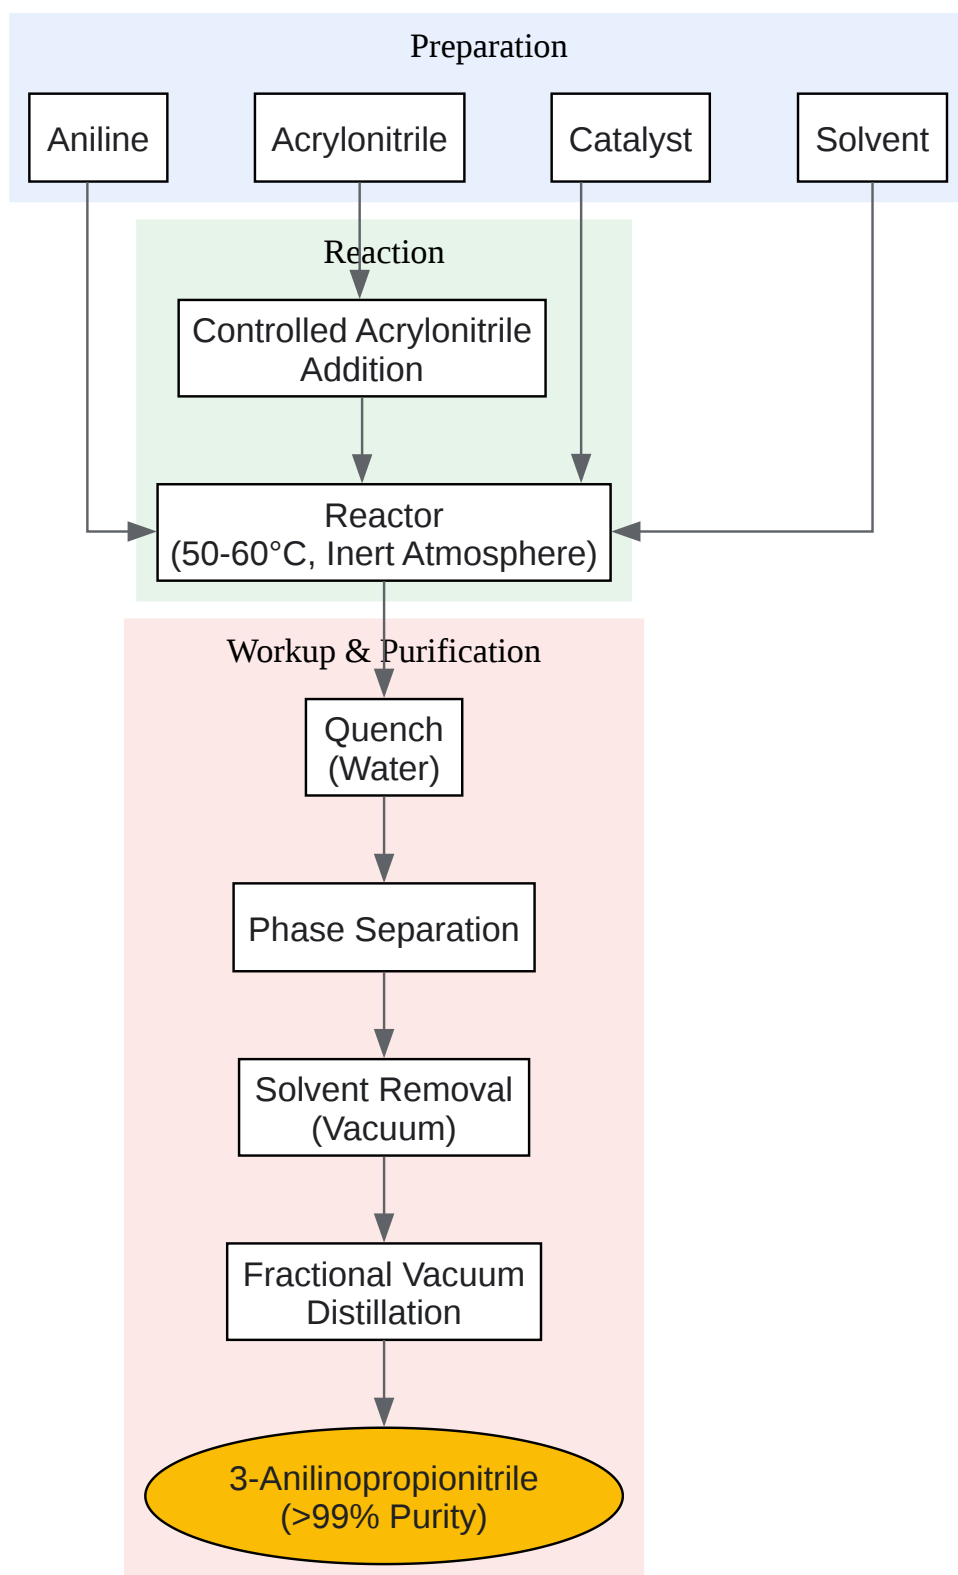 Preparation
Aniline
Acrylonitrile
Catalyst
Solvent
Reaction
Controlled Acrylonitrile
Addition
Reactor
(50-60°C, Inert Atmosphere)
Workup & Purification
Quench
(Water)
Phase Separation
Solvent Removal
(Vacuum)
Fractional Vacuum
Distillation
3-Anilinopropionitrile
(>99% Purity)